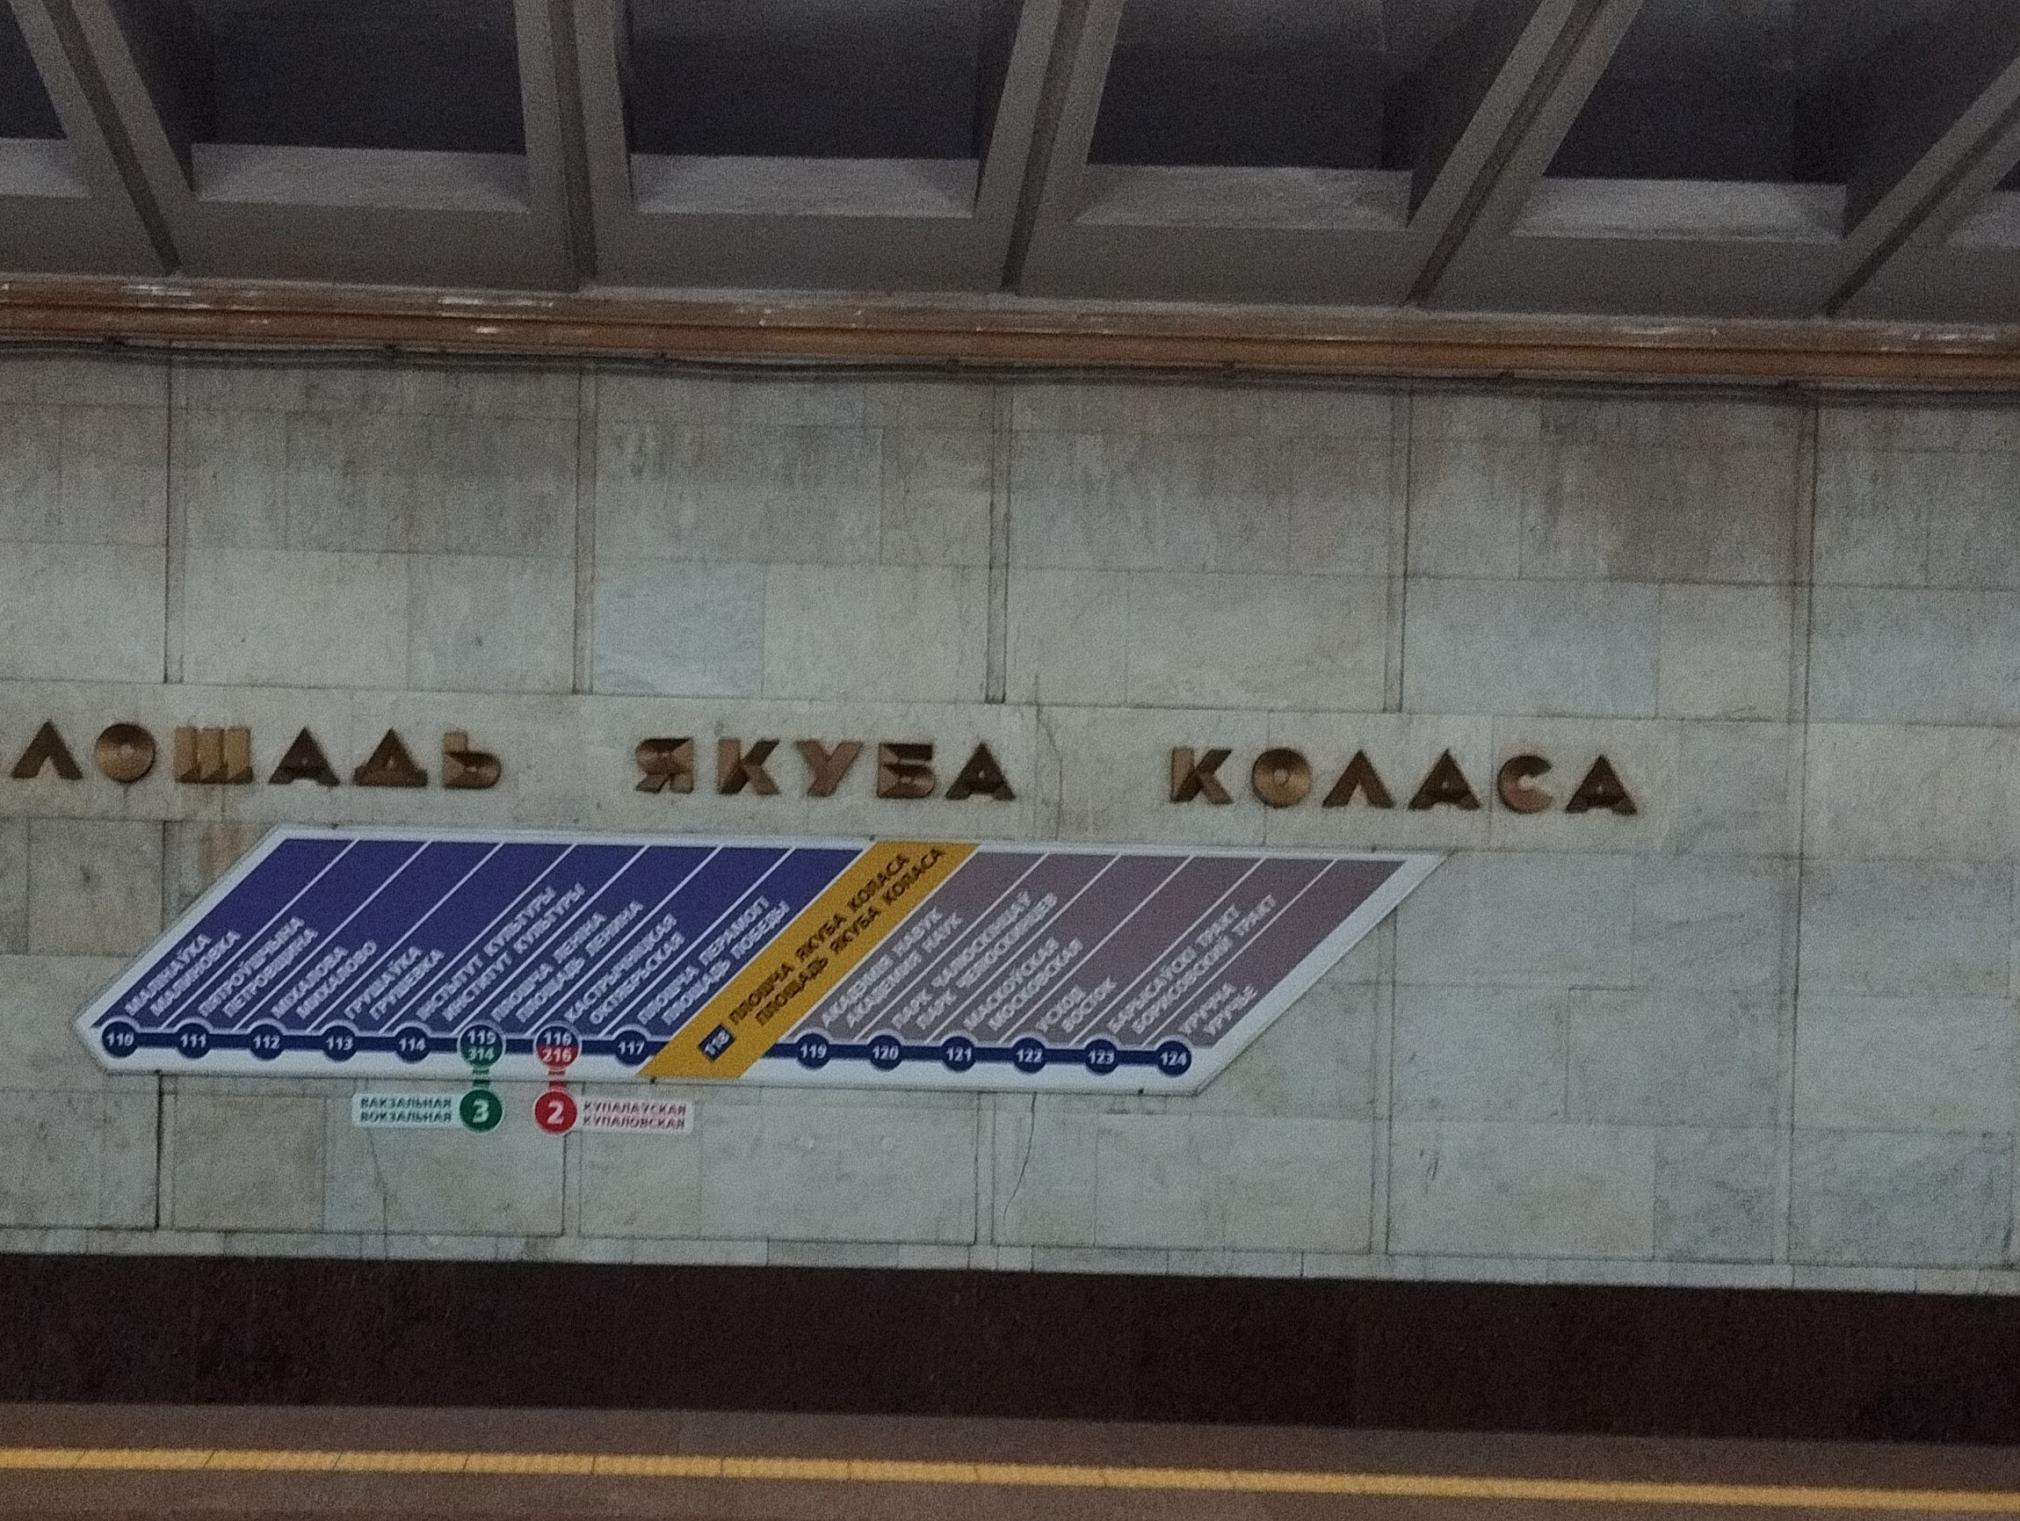 ЛОЩАДЬ ЯКУБА КОЛАСА
МАЛІНАЎКА
МАЛИНОВКА
ПЕТРОЎШЧЫНА
ПЕТРОВЩИНА
МІХАЛОВА
МИХАЛОВО
ГРУШАЎКА
ГРУШЕВКА
ІНСТЫТУТ КУЛЬТУРЫ
ИНСТИТУТ КУЛЬТУРЫ
ПЛОШЧА ЛЕНІНА
ПЛОЩАДЬ ЛЕНИНА
КАСТРЫЧНІЦКАЯ
ОКТЯБРЬСКАЯ
ПЛОШЧА ПЕРАМОГІ
ПЛОЩАДЬ ПОБЕДЫ
118 ПЛОШЧА ЯКУБА КОЛАСА
ПЛОЩАДЬ ЯКУБА КОЛАСА
АКАДЭМІЯ НАВУК
АКАДЕМИЯ НАУК
ПАРК ЧАЛЮСКІНЦАЎ
ПАРК ЧЕЛЮСКИНЦЕВ
МАСКОЎСКАЯ
МОСКОВСКАЯ
УСХОД
ВОСТОК
БАРЫСАЎСКІ ТРАКТ
БОРИСОВСКИЙ ТРАКТ
УРУЧЧА
УРУЧЬЕ
110 111 112 113 114 115 116 117 119 120 121 122 123 124
314 216
ВАКЗАЛЬНАЯ
ВОКЗАЛЬНАЯ
3
2
КУПАЛАЎСКАЯ
КУПАЛОВСКАЯ